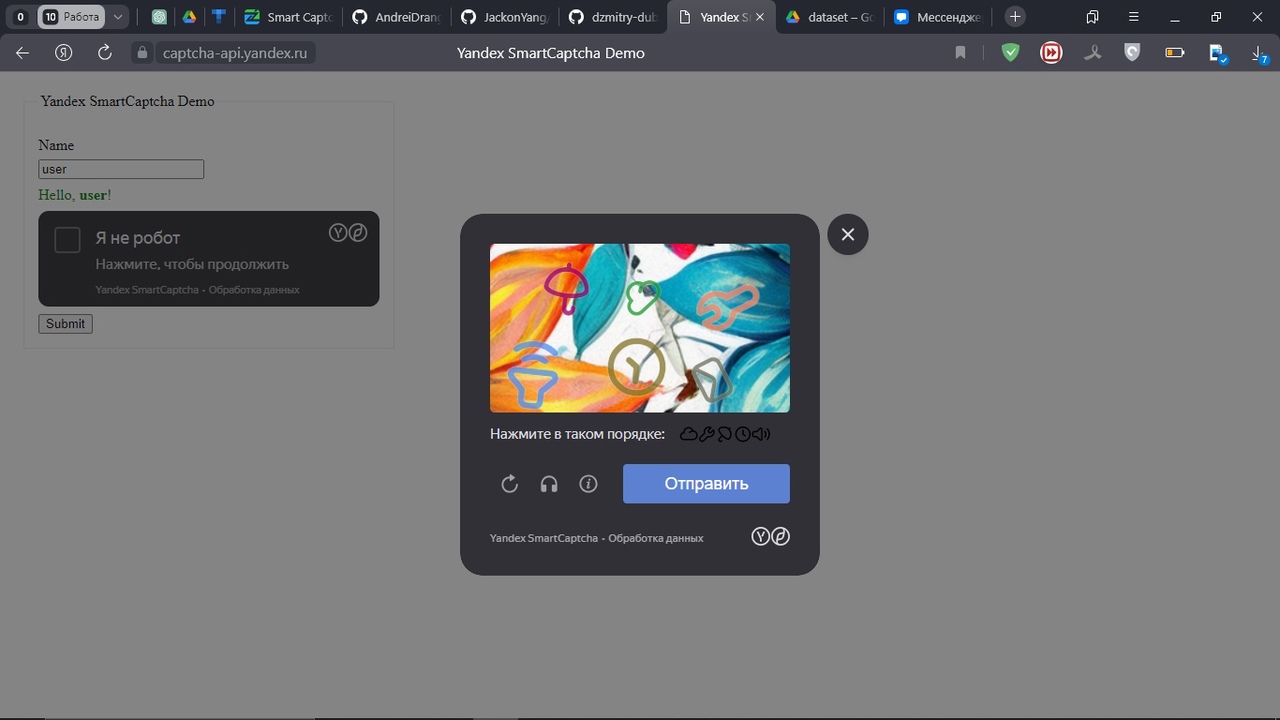 0
10 Работа
Smart Captc
AndreiDrang
JackonYang/
dzmitry-dub
Yandex S
dataset – Go
Мессендже
captcha-api.yandex.ru
Yandex SmartCaptcha Demo
7
Yandex SmartCaptcha Demo
Name
user
Hello, user!
Я не робот
Нажмите, чтобы продолжить
Yandex SmartCaptcha - Обработка данных
Submit
Нажмите в таком порядке:
Отправить
Yandex SmartCaptcha - Обработка данных